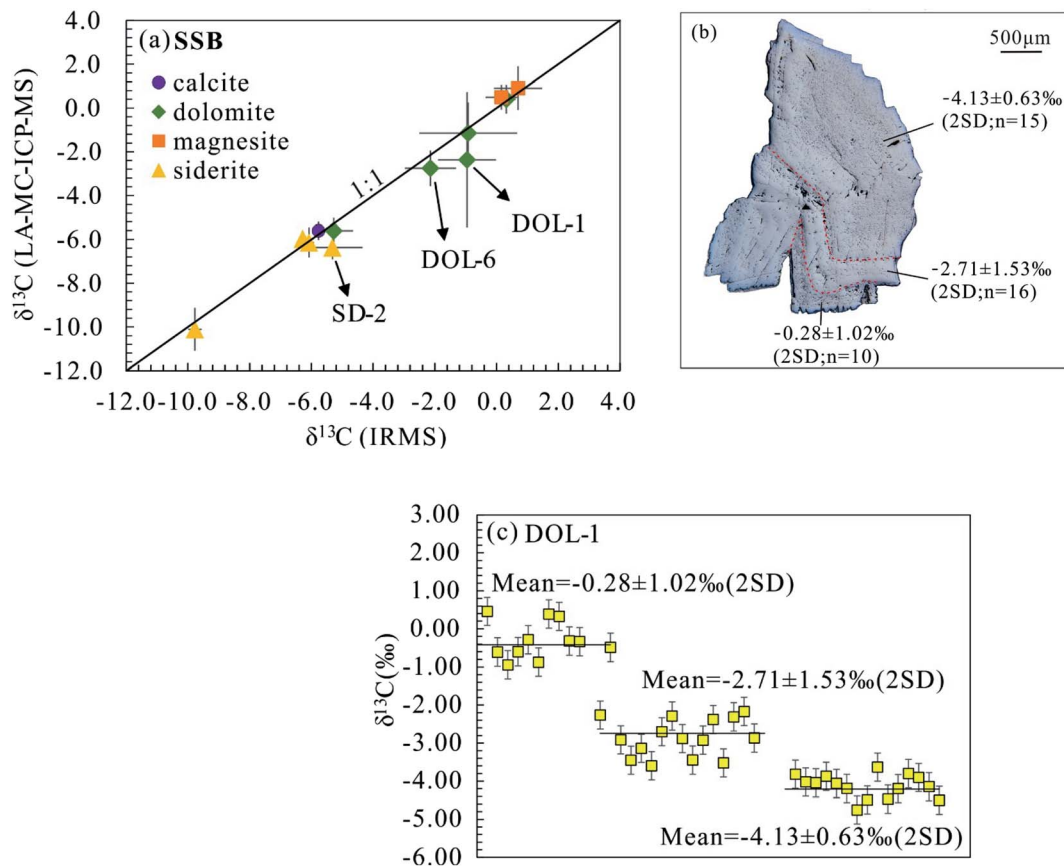 (a) SSB
calcite
dolomite
magnesite
siderite
1:1
DOL-1
DOL-6
SD-2
δ¹³C (LA-MC-ICP-MS)
4.0
2.0
0.0
-2.0
-4.0
-6.0
-8.0
-10.0
-12.0
-12.0 -10.0 -8.0 -6.0 -4.0 -2.0 0.0 2.0 4.0
δ¹³C (IRMS)
(b)
500μm
-4.13±0.63‰
(2SD;n=15)
-2.71±1.53‰
(2SD;n=16)
-0.28±1.02‰
(2SD;n=10)
(c) DOL-1
Mean=-0.28±1.02‰(2SD)
Mean=-2.71±1.53‰(2SD)
Mean=-4.13±0.63‰(2SD)
δ¹³C(‰)
3.00
2.00
1.00
0.00
-1.00
-2.00
-3.00
-4.00
-5.00
-6.00